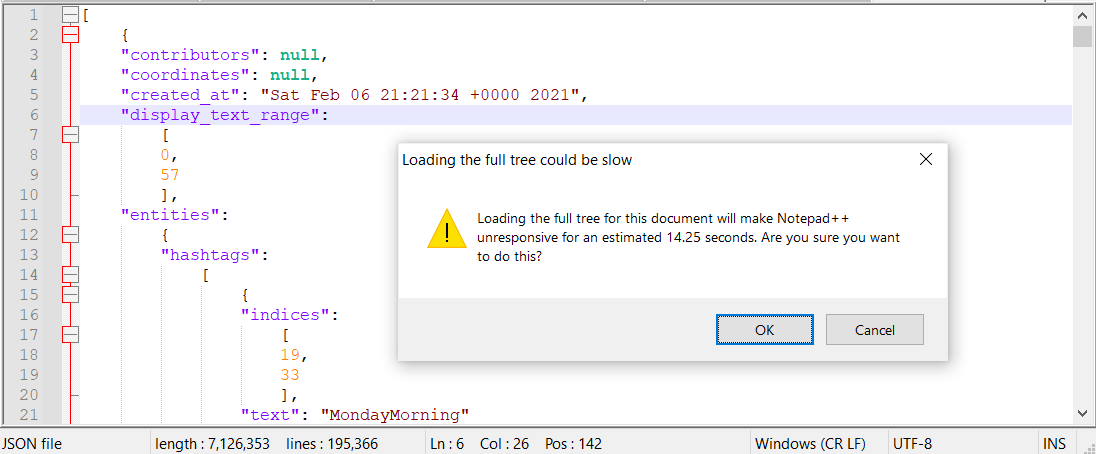 1 [
2 {
3 "contributors": null,
4 "coordinates": null,
5 "created_at": "Sat Feb 06 21:21:34 +0000 2021",
6 "display_text_range":
7 [
8 0,
9 57
10 ],
11 "entities":
12 {
13 "hashtags":
14 [
15 {
16 "indices":
17 [
18 19,
19 33
20 ],
21 "text": "MondayMorning"
Loading the full tree could be slow
Loading the full tree for this document will make Notepad++
unresponsive for an estimated 14.25 seconds. Are you sure you want
to do this?
OK Cancel
JSON file length : 7,126,353 lines : 195,366 Ln : 6 Col : 26 Pos : 142 Windows (CR LF) UTF-8 INS